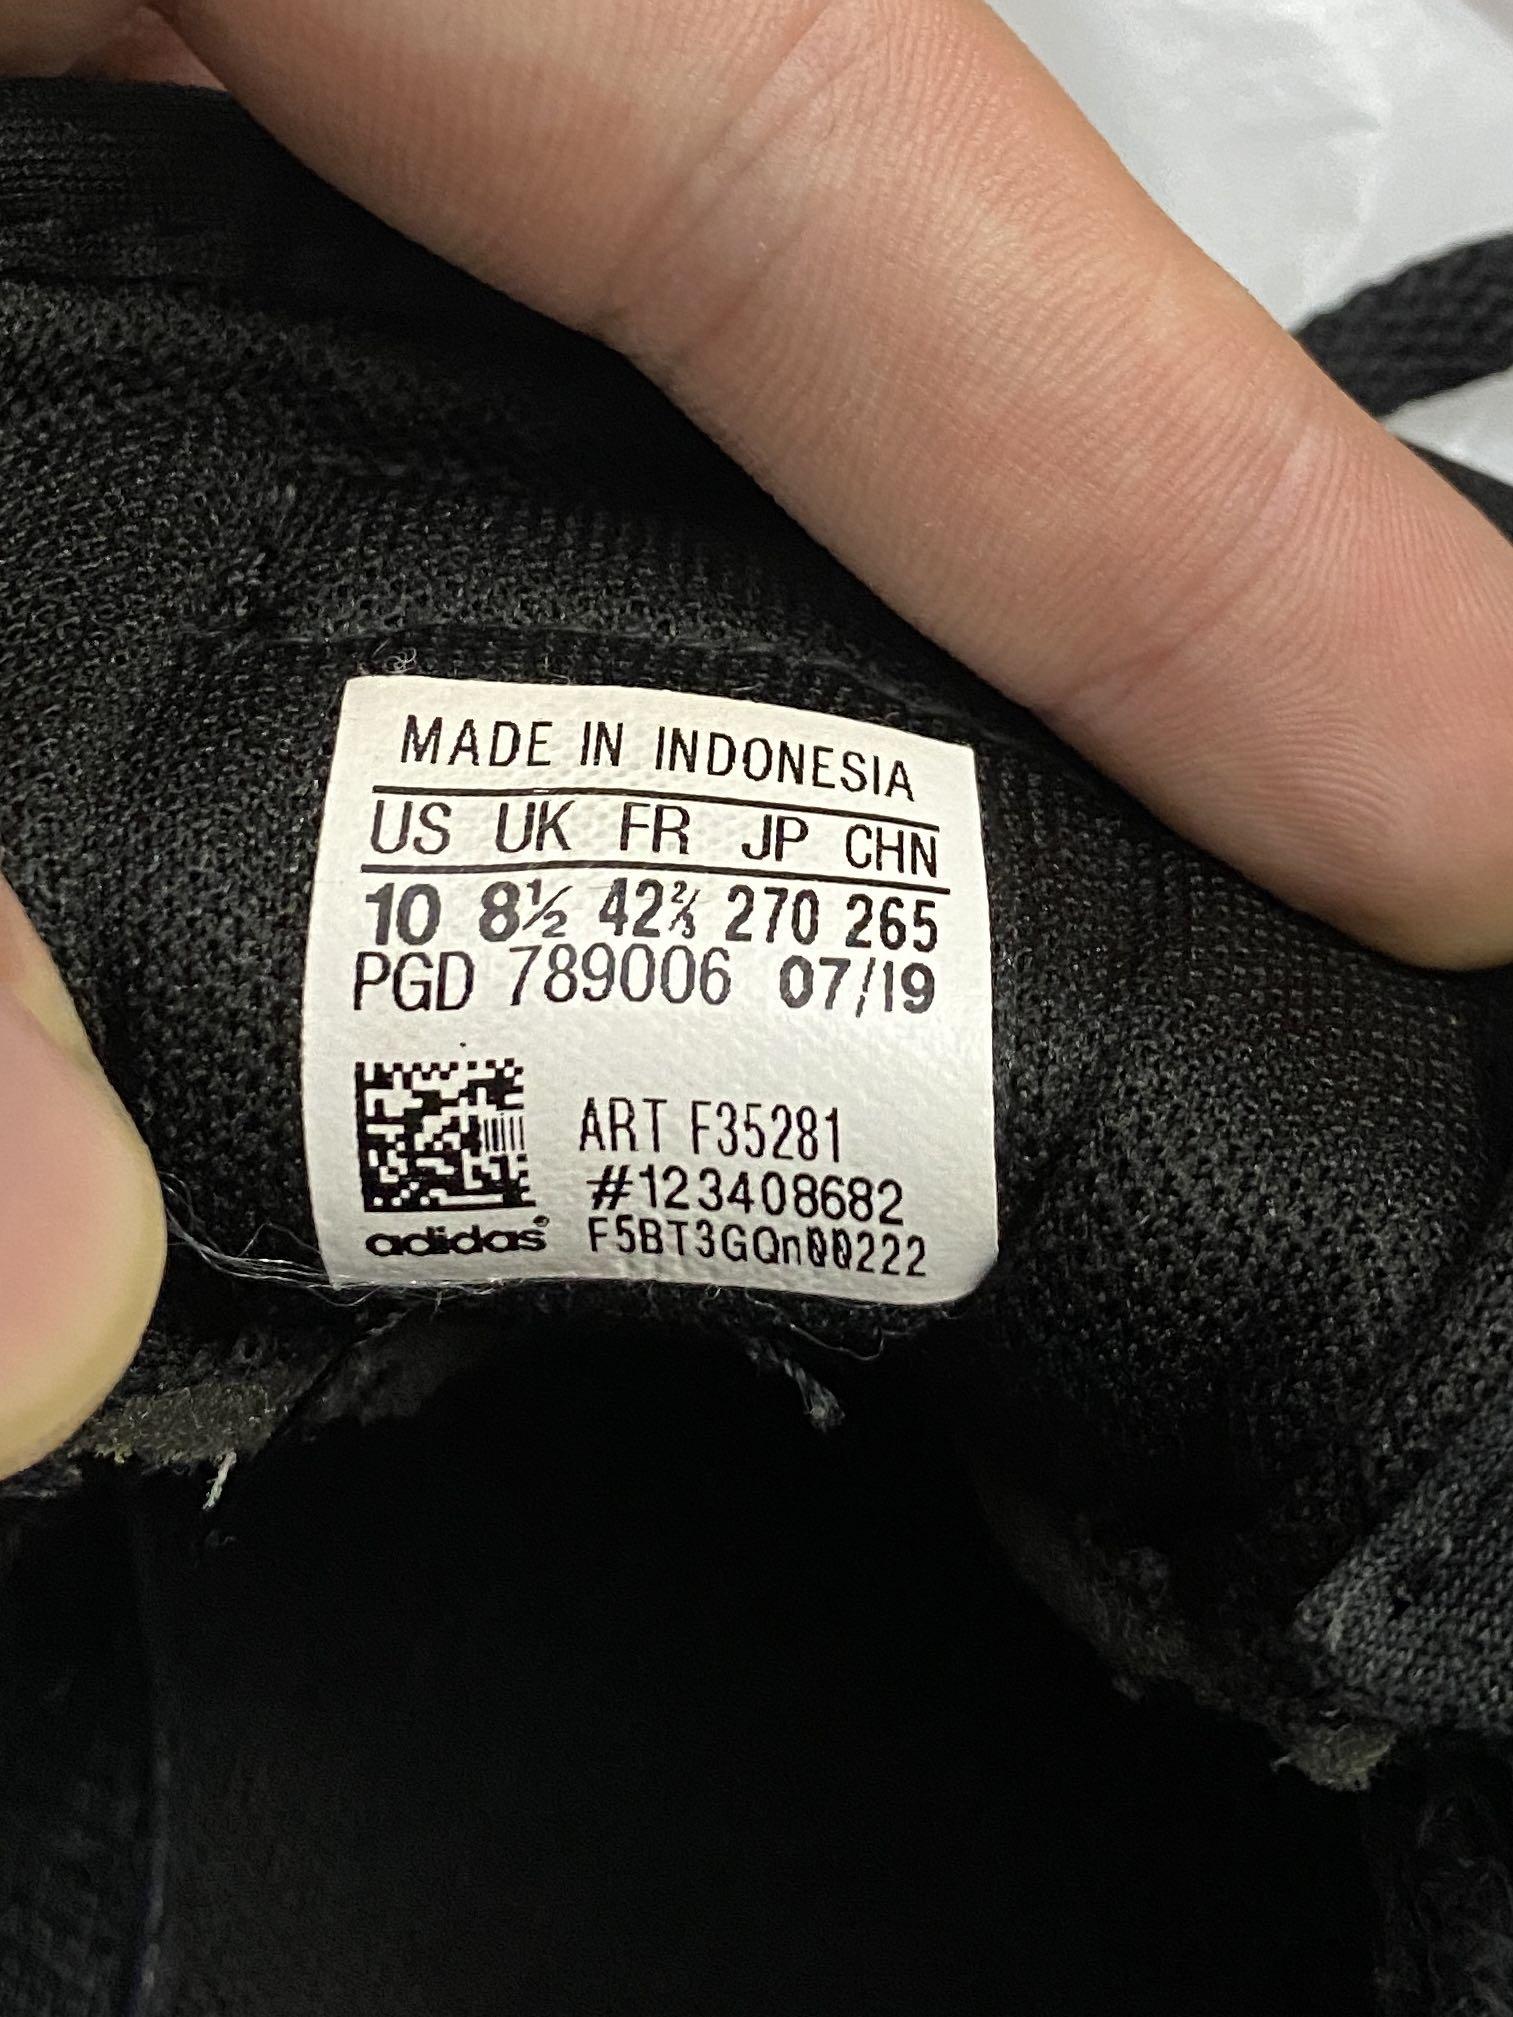 MADE IN INDONESIA
US UK FR JP CHN
10 8½ 42⅔ 270 265
PGD 789006 07/19
ART F35281
#123408682
adidas® F5BT3GQn00222